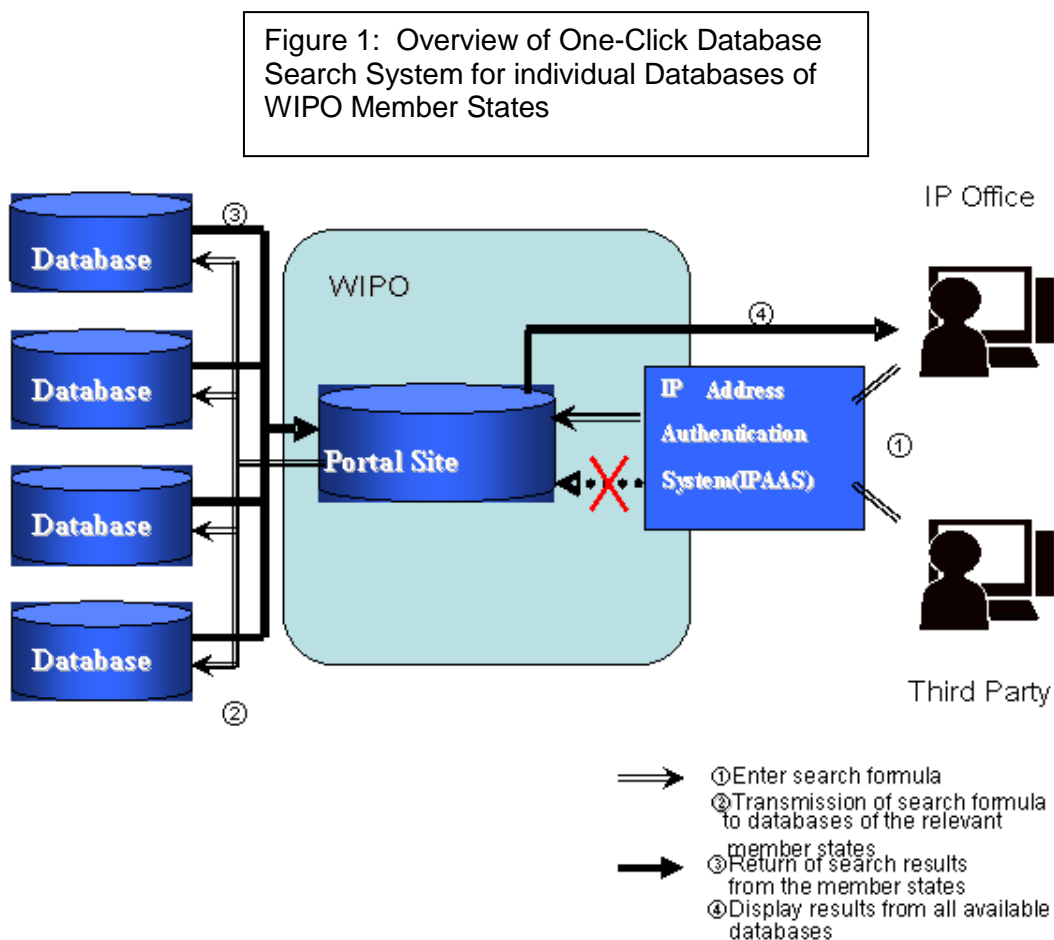 Figure 1: Overview of One-Click Database
Search System for individual Databases of
WIPO Member States
③
IP Office
Database
WIPO
④
Database
IP Address
Authentication
System(IPAAS)
①
Portal Site
Database
Database
②
Third Party
①Enter search formula
②Transmission of search formula
to databases of the relevant
member states
③Return of search results
from the member states
④Display results from all available
databases